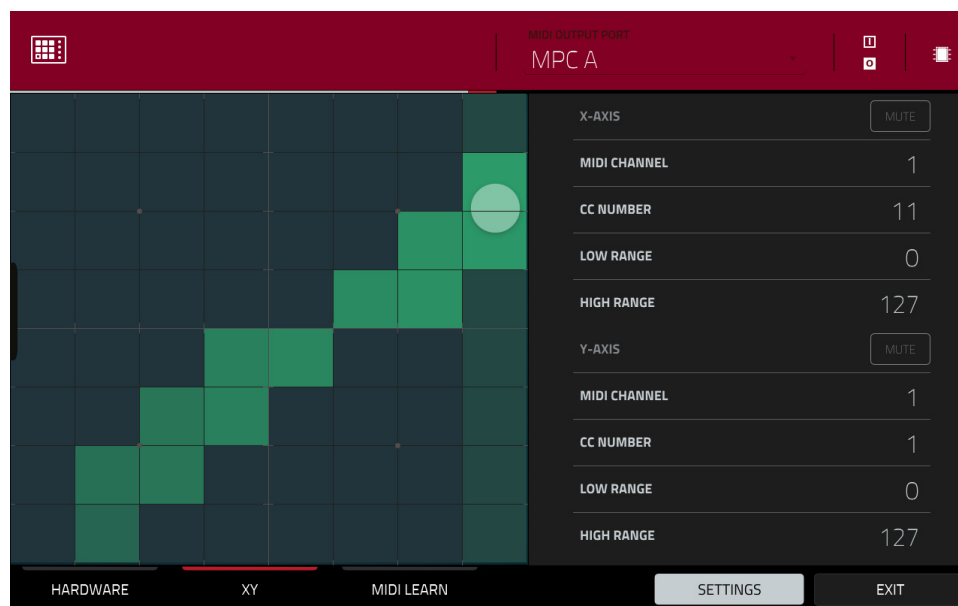 MIDI OUTPUT PORT
MPC A
I
O
X-AXIS MUTE
MIDI CHANNEL 1
CC NUMBER 11
LOW RANGE 0
HIGH RANGE 127
Y-AXIS MUTE
MIDI CHANNEL 1
CC NUMBER 1
LOW RANGE 0
HIGH RANGE 127
HARDWARE XY MIDI LEARN SETTINGS EXIT